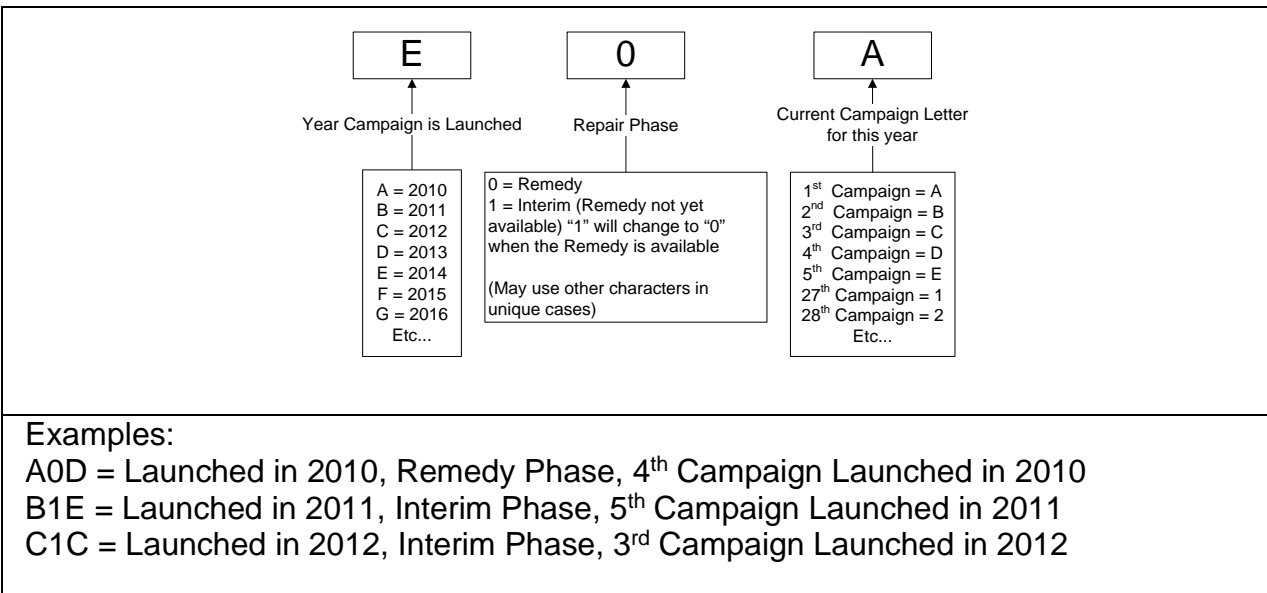 E 0 A
Year Campaign is Launched
Repair Phase
Current Campaign Letter
for this year
A = 2010
B = 2011
C = 2012
D = 2013
E = 2014
F = 2015
G = 2016
Etc...
0 = Remedy
1 = Interim (Remedy not yet
available) “1” will change to “0”
when the Remedy is available
(May use other characters in
unique cases)
1st Campaign = A
2nd Campaign = B
3rd Campaign = C
4th Campaign = D
5th Campaign = E
27th Campaign = 1
28th Campaign = 2
Etc...
Examples:
A0D = Launched in 2010, Remedy Phase, 4th Campaign Launched in 2010
B1E = Launched in 2011, Interim Phase, 5th Campaign Launched in 2011
C1C = Launched in 2012, Interim Phase, 3rd Campaign Launched in 2012